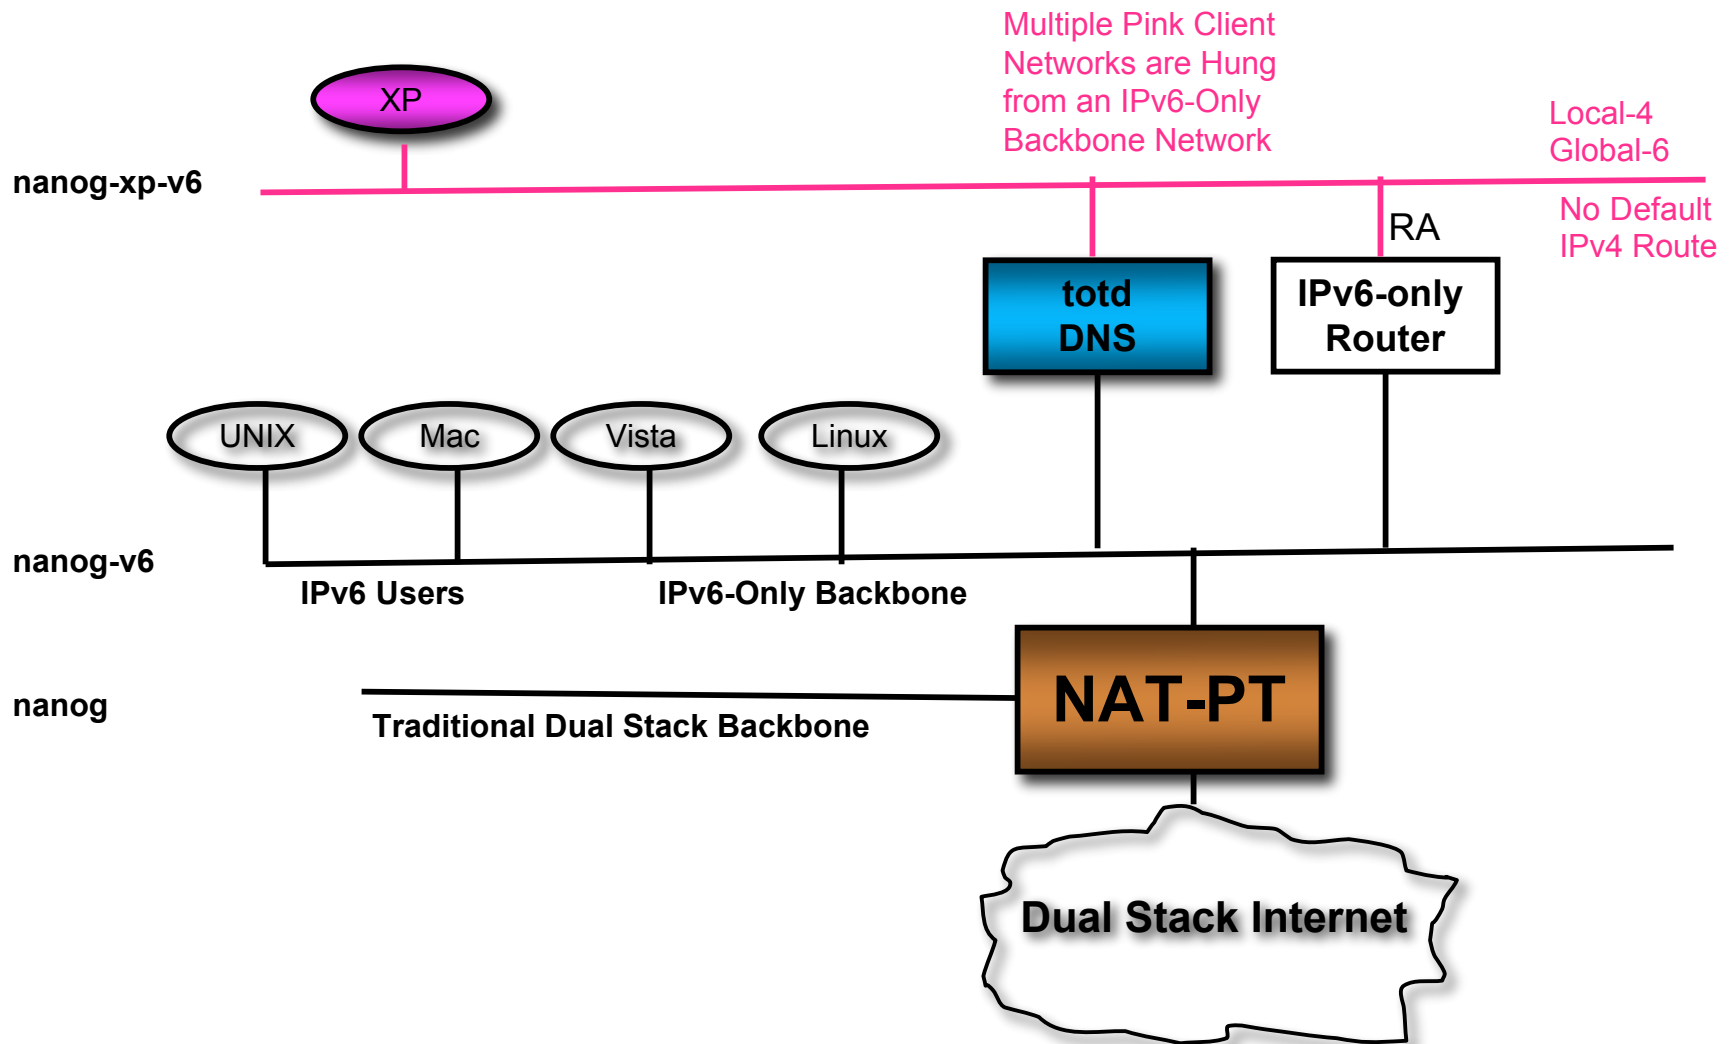 Multiple Pink Client
Networks are Hung
from an IPv6-Only
Backbone Network
XP
Local-4
Global-6
nanog-xp-v6
No Default
IPv4 Route
RA
totd
DNS
IPv6-only
Router
UNIX
Mac
Vista
Linux
nanog-v6
IPv6 Users
IPv6-Only Backbone
nanog
Traditional Dual Stack Backbone
NAT-PT
Dual Stack Internet